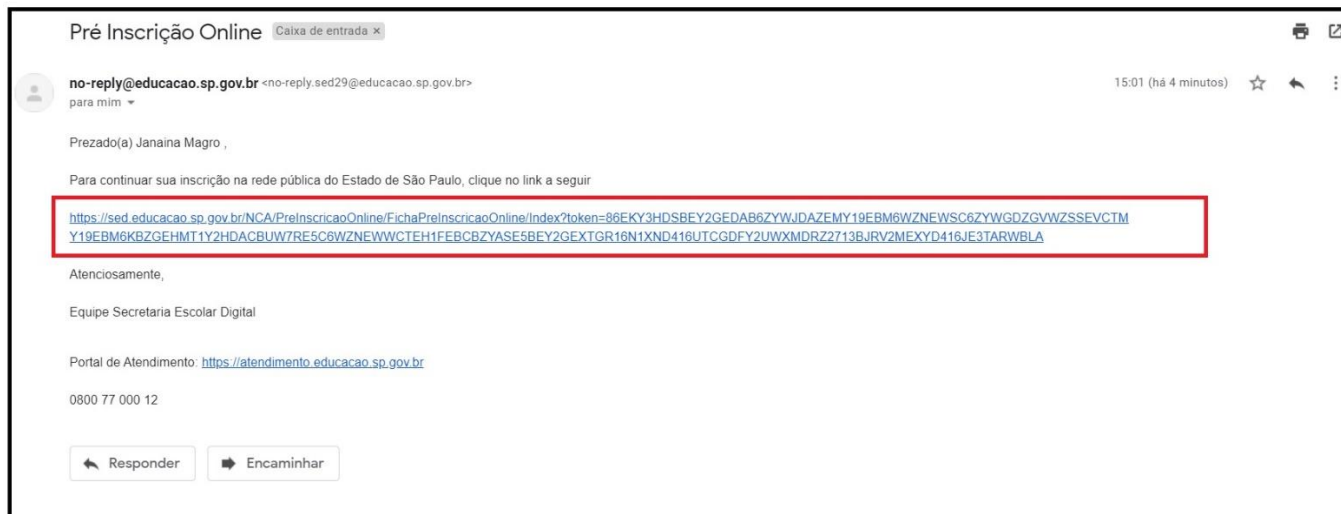 Pré Inscrição Online Caixa de entrada ×
no-reply@educacao.sp.gov.br <no-reply.sed29@educacao.sp.gov.br> 15:01 (há 4 minutos)
para mim
Prezado(a) Janaina Magro ,
Para continuar sua inscrição na rede pública do Estado de São Paulo, clique no link a seguir
https://sed.educacao.sp.gov.br/NCA/PreInscricaoOnline/FichaPreInscricaoOnline/Index?token=86EKY3HDSBEY2GEDAB6ZYWJDAZEMY19EBM6WZNEWSC6ZYWGDZGVWZSSEVCTM
Y19EBM6KBZGEHMT1Y2HDACBUW7RE5C6WZNEWWCTEH1FEBCBZYASE5BEY2GEXTGR16N1XND416UTCGDFY2UWXMDRZ2713BJRV2MEXYD416JE3TARWBLA
Atenciosamente,
Equipe Secretaria Escolar Digital
Portal de Atendimento: https://atendimento.educacao.sp.gov.br
0800 77 000 12
Responder Encaminhar